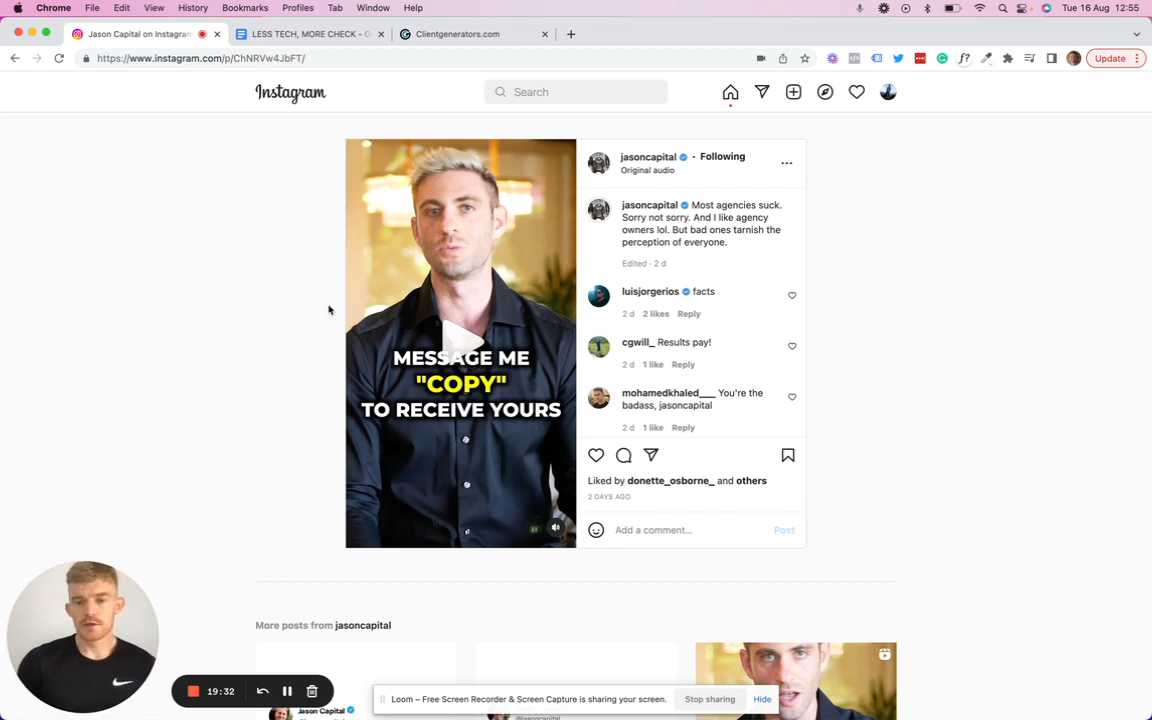 Chrome File Edit View History Bookmarks Profiles Tab Window Help Tue 16 Aug 12:55
Jason Capital on Instagram LESS TECH, MORE CHECK - G Clientgenerators.com
https://www.instagram.com/p/ChNRVw4JbFT/ f? Update
Instagram
Search
MESSAGE ME
"COPY"
TO RECEIVE YOURS
jasoncapital • Following
Original audio
jasoncapital Most agencies suck.
Sorry not sorry. And I like agency
owners lol. But bad ones tarnish the
perception of everyone.
Edited · 2 d
luisjorgerios facts
2 d 2 likes Reply
cgwill_ Results pay!
2 d 1 like Reply
mohamedkhaled___ You're the
badass, jasoncapital
2 d 1 like Reply
Liked by donette_osborne_ and others
2 DAYS AGO
Add a comment... Post
More posts from jasoncapital
19:32
Loom – Free Screen Recorder & Screen Capture is sharing your screen. Stop sharing Hide
Jason Capital
@jasoncapital